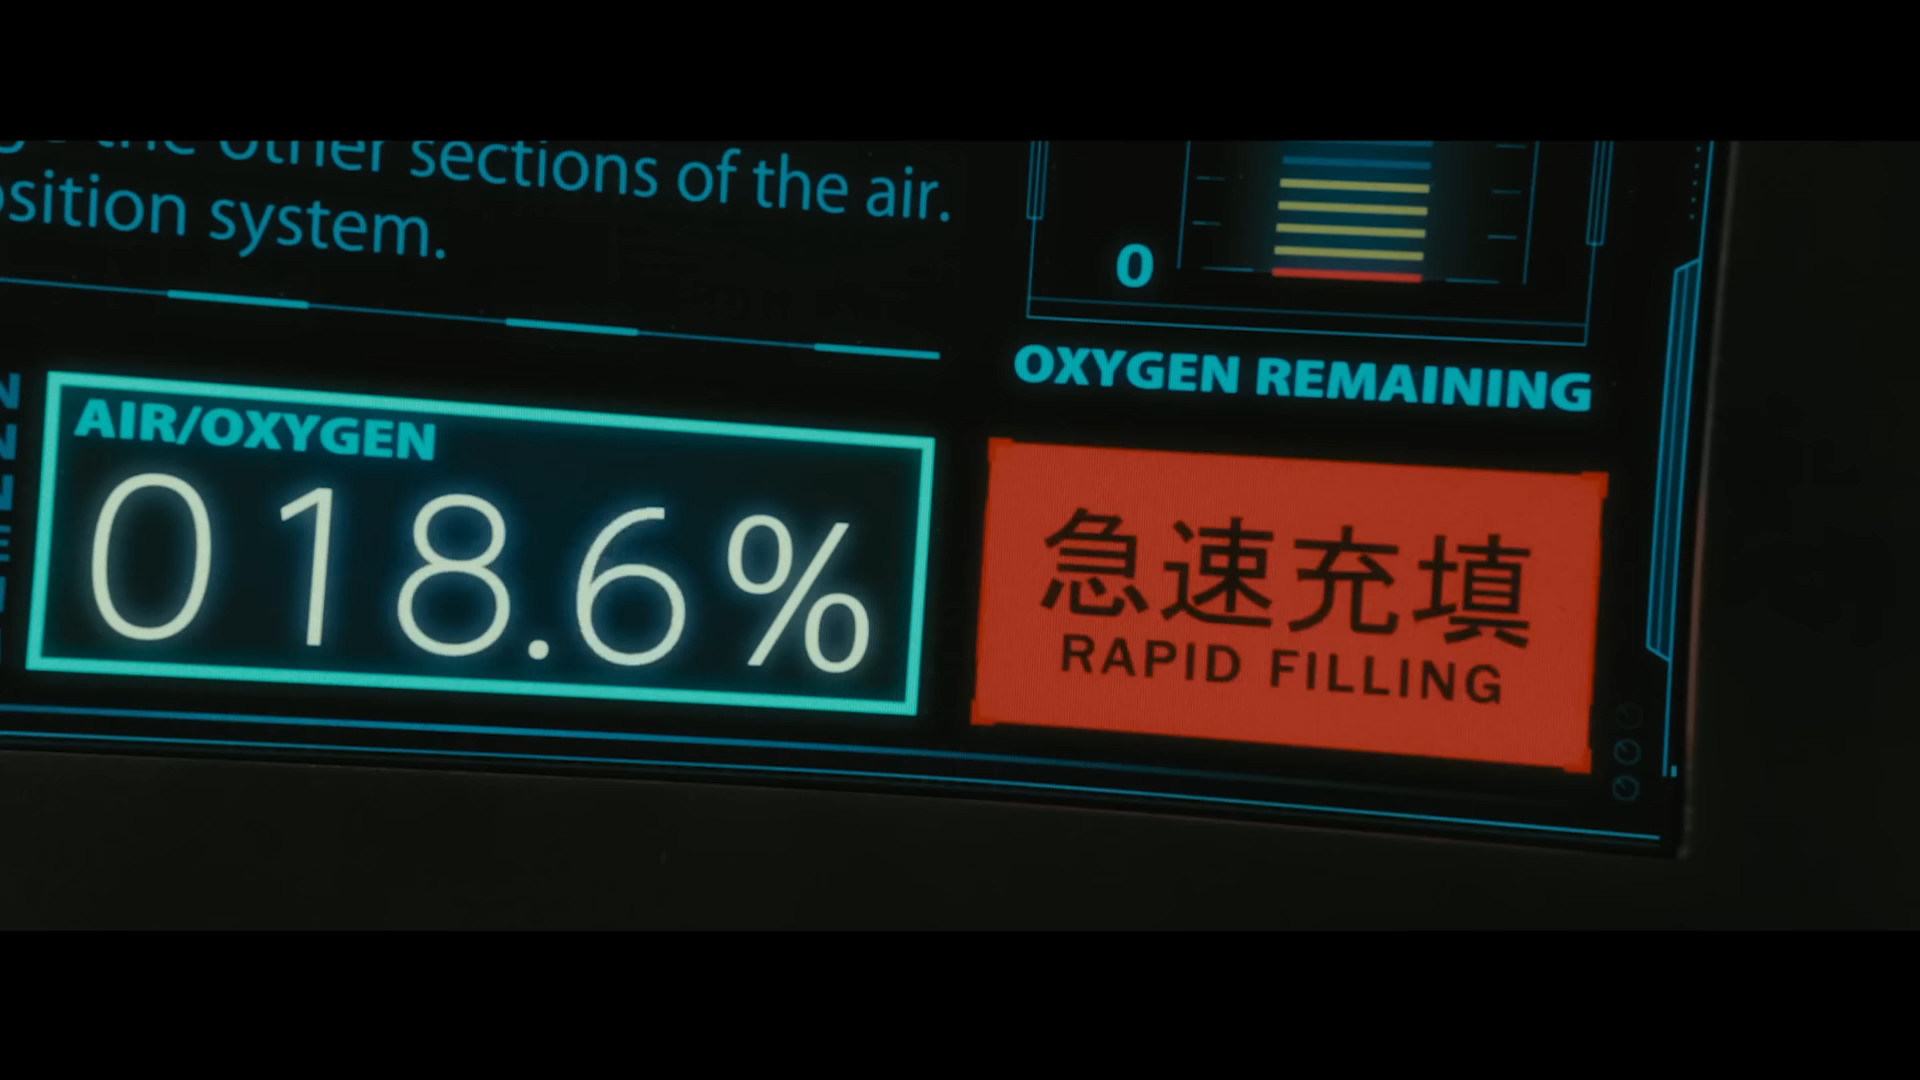 the other sections of the air.
system.
0
OXYGEN REMAINING
AIR/OXYGEN
018.6%
急速充填
RAPID FILLING